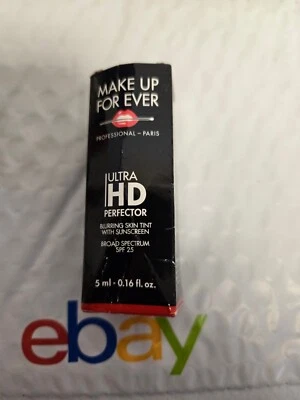 MAKE UP
FOR EVER
PROFESSIONAL – PARIS
ULTRA
HD
PERFECTOR
BLURRING SKIN TINT
WITH SUNSCREEN
BROAD SPECTRUM
SPF 25
5 ml - 0.16 fl. oz.
ebay